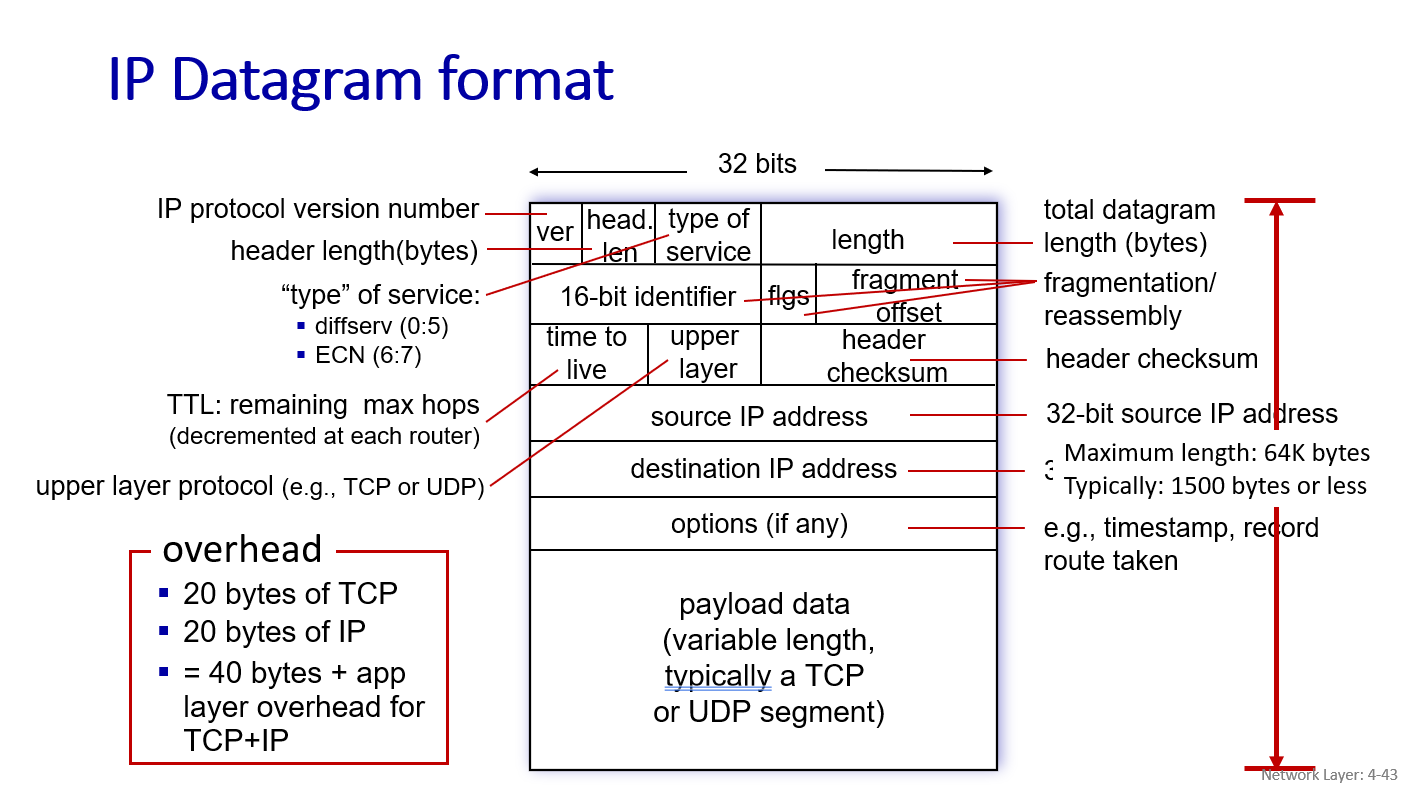 IP Datagram format
32 bits
IP protocol version number
header length(bytes)
“type” of service:
diffserv (0:5)
ECN (6:7)
TTL: remaining max hops
(decremented at each router)
upper layer protocol (e.g., TCP or UDP)
overhead
20 bytes of TCP
20 bytes of IP
= 40 bytes + app
layer overhead for
TCP+IP
ver
head.
len
type of
service
length
16-bit identifier
flgs
fragment
offset
time to
live
upper
layer
header
checksum
source IP address
destination IP address
options (if any)
payload data
(variable length,
typically a TCP
or UDP segment)
total datagram
length (bytes)
fragmentation/
reassembly
header checksum
32-bit source IP address
Maximum length: 64K bytes
Typically: 1500 bytes or less
e.g., timestamp, record
route taken
Network Layer: 4-43